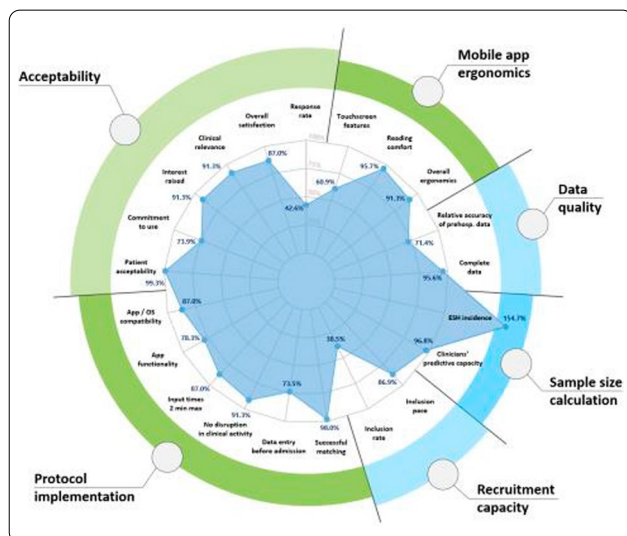 Acceptability
Mobile app
ergonomics
Data
quality
Sample size
calculation
Recruitment
capacity
Protocol
implementation
Response
rate
42.6%
Touchscreen
features
60.9%
Reading
comfort
95.7%
Overall
ergonomics
91.3%
Relative accuracy
of prehosp. data
71.4%
Complete
data
95.6%
ESM incidence
154.7%
Clinicians'
predictive capacity
96.8%
Inclusion
pace
86.9%
Inclusion
rate
38.5%
Successful
matching
98.0%
Data entry
before admission
73.5%
No disruption
in clinical activity
91.3%
Input times
2 min max
87.0%
App
functionality
78.3%
App / OS
compatibility
87.0%
Patient
acceptability
99.3%
Commitment
to use
73.9%
Interest
raised
91.3%
Clinical
relevance
91.3%
Overall
satisfaction
87.0%
100%
75%